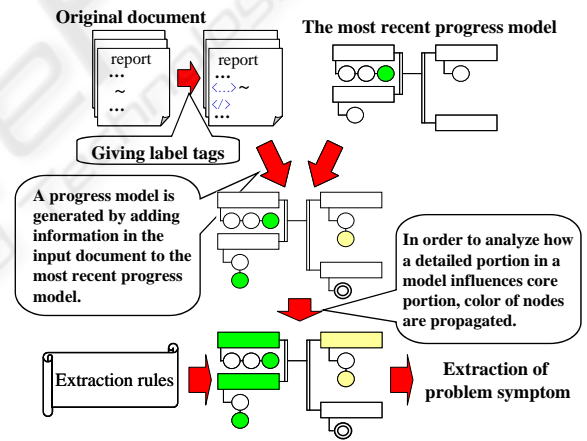 Original document
The most recent progress model
report
...
~
...
report
...
<...> ~
</>
...
Giving label tags
A progress model is
generated by adding
information in the
input document to the
most recent progress
model.
In order to analyze how
a detailed portion in a
model influences core
portion, color of nodes
are propagated.
Extraction rules
Extraction of
problem symptom